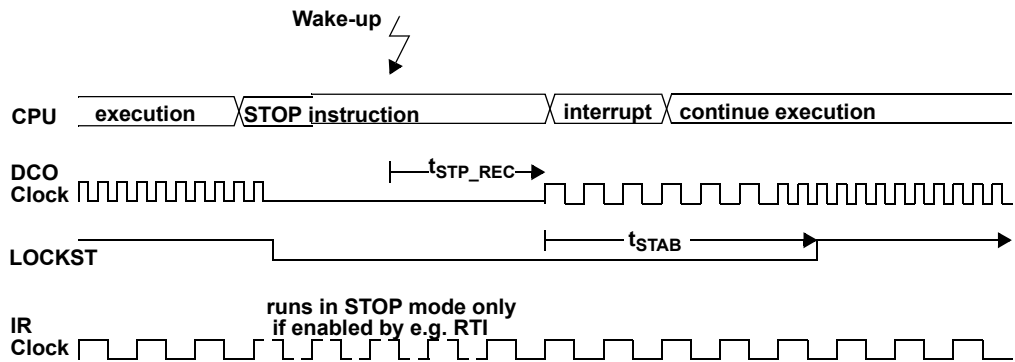 Wake-up
CPU
execution
STOP instruction
interrupt
continue execution
DCO
Clock
tSTP_REC
LOCKST
tSTAB
runs in STOP mode only
if enabled by e.g. RTI
IR
Clock